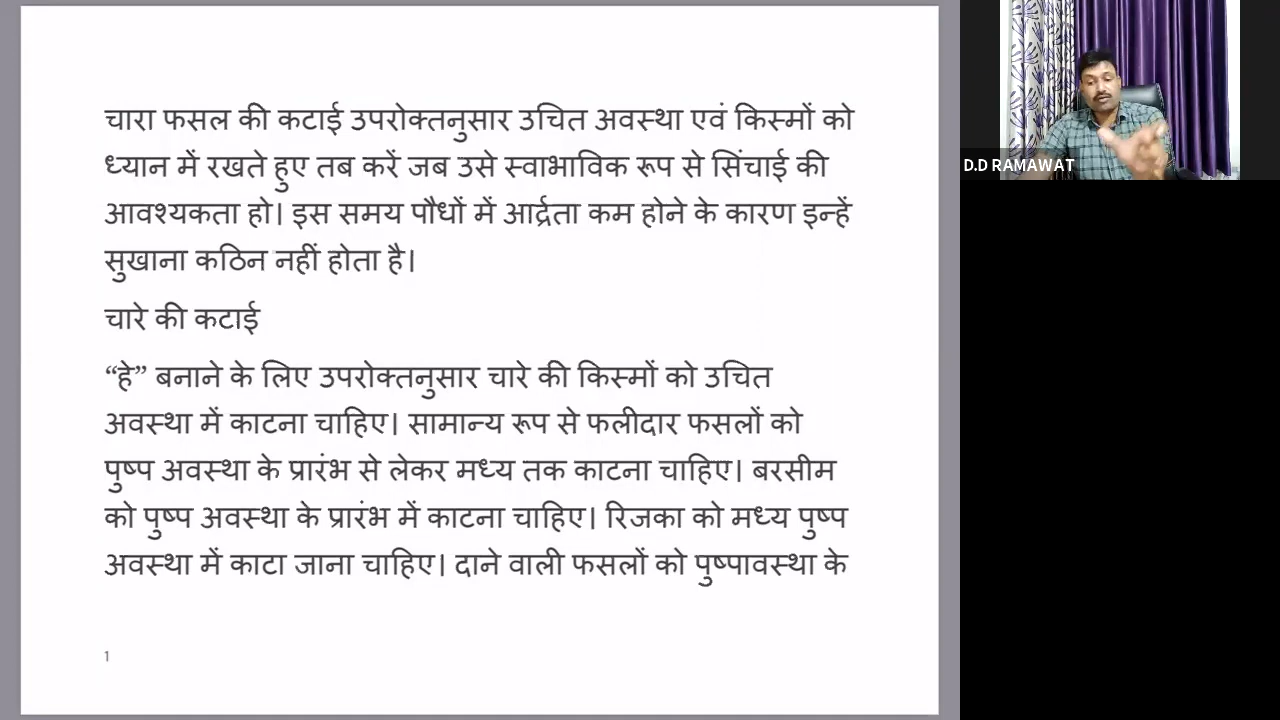 चारा फसल की कटाई उपरोक्तनुसार उचित अवस्था एवं किस्मों को
ध्यान में रखते हुए तब करें जब उसे स्वाभाविक रूप से सिंचाई की
आवश्यकता हो। इस समय पौधों में आर्द्रता कम होने के कारण इन्हें
सुखाना कठिन नहीं होता है।
चारे की कटाई
“हे” बनाने के लिए उपरोक्तनुसार चारे की किस्मों को उचित
अवस्था में काटना चाहिए। सामान्य रूप से फलीदार फसलों को
पुष्प अवस्था के प्रारंभ से लेकर मध्य तक काटना चाहिए। बरसीम
को पुष्प अवस्था के प्रारंभ में काटना चाहिए। रिजका को मध्य पुष्प
अवस्था में काटा जाना चाहिए। दाने वाली फसलों को पुष्पावस्था के
1
D.D RAMAWAT